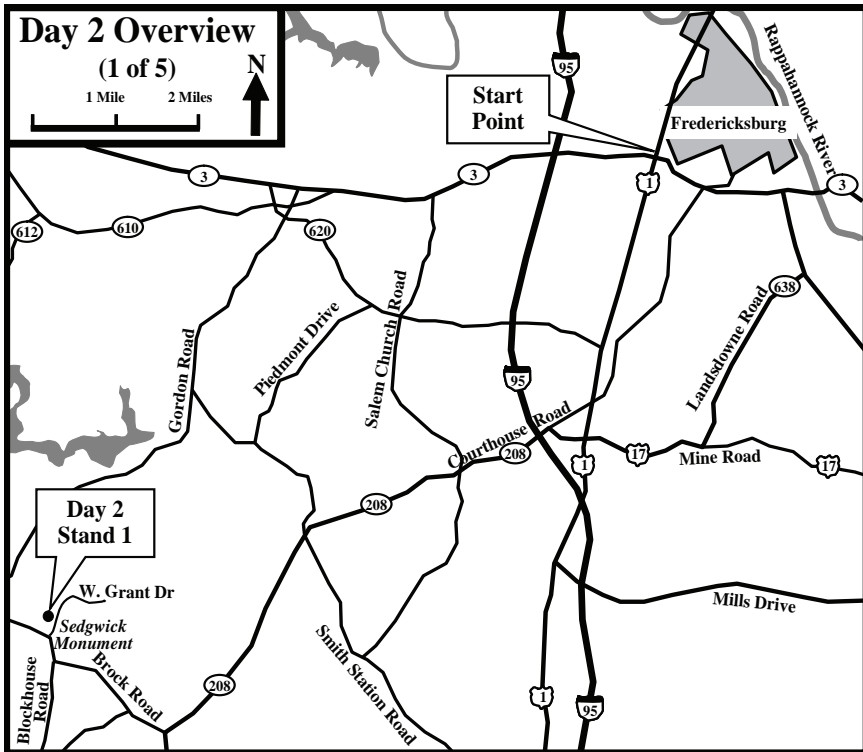 Day 2 Overview
(1 of 5)
N
1 Mile
2 Miles
95
Start
Point
Fredericksburg
Rappahannock River
3
3
1
3
612
610
620
638
Gordon Road
Piedmont Drive
Salem Church Road
Landsdowne Road
95
Courthouse Road
208
1
17
Mine Road
17
208
Day 2
Stand 1
W. Grant Dr
Sedgwick
Monument
Mills Drive
Blockhouse
Road
Brock Road
208
Smith Station Road
1
95